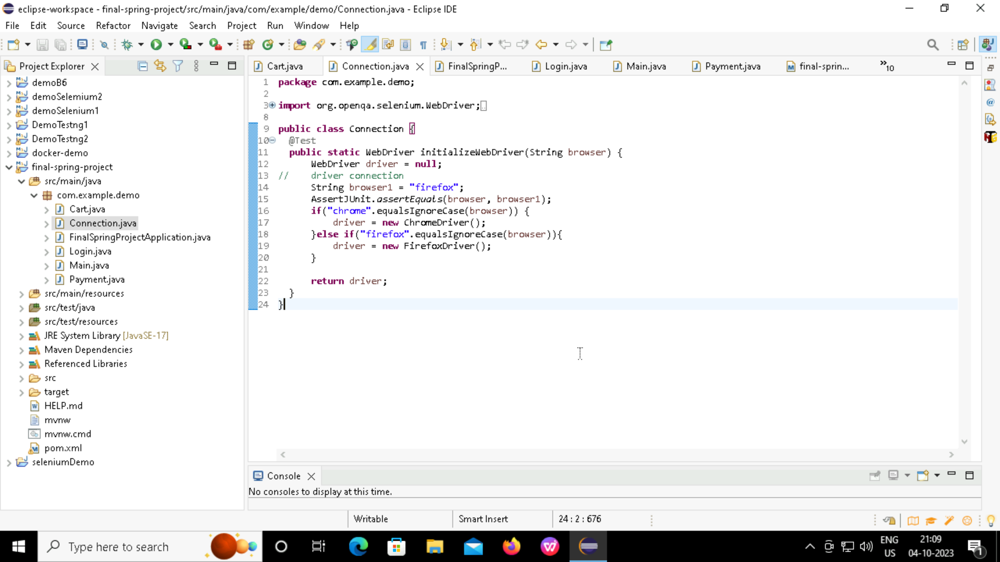 eclipse-workspace - final-spring-project/src/main/java/com/example/demo/Connection.java - Eclipse IDE
File Edit Source Refactor Navigate Search Project Run Window Help
Project Explorer
demoB6
demoSelemium2
demoSelenium1
DemoTestng1
DemoTestng2
docker-demo
final-spring-project
src/main/java
com.example.demo
Cart.java
Connection.java
FinalSpringProjectApplication.java
Login.java
Main.java
Payment.java
src/main/resources
src/test/java
src/test/resources
JRE System Library [JavaSE-17]
Maven Dependencies
Referenced Libraries
src
target
HELP.md
mvnw
mvnw.cmd
pom.xml
seleniumDemo
Cart.java Connection.java FinalSpringP... Login.java Main.java Payment.java final-sprin... »10
1 package com.example.demo;
2
3 import org.openqa.selenium.WebDriver;
8
9 public class Connection {
10 @Test
11 public static WebDriver initializeWebDriver(String browser) {
12 WebDriver driver = null;
13 // driver connection
14 String browser1 = "firefox";
15 AssertJUnit.assertEquals(browser, browser1);
16 if("chrome".equalsIgnoreCase(browser)) {
17 driver = new ChromeDriver();
18 }else if("firefox".equalsIgnoreCase(browser)){
19 driver = new FirefoxDriver();
20 }
21
22 return driver;
23 }
24 }
Console
No consoles to display at this time.
Writable Smart Insert 24 : 2 : 676
Type here to search
ENG
US
21:09
04-10-2023
1